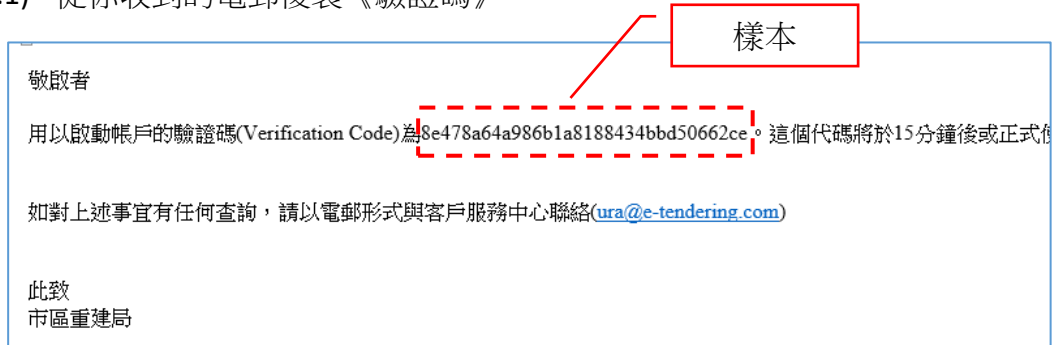 從你收到的電郵複製《驗證碼》
樣本
敬啟者
用以啟動帳戶的驗證碼(Verification Code)為8e478a64a986b1a8188434bbd50662ce。這個代碼將於15分鐘後或正式
如對上述事宜有任何查詢，請以電郵形式與客戶服務中心聯絡(ura@e-tendering.com)
此致
市區重建局